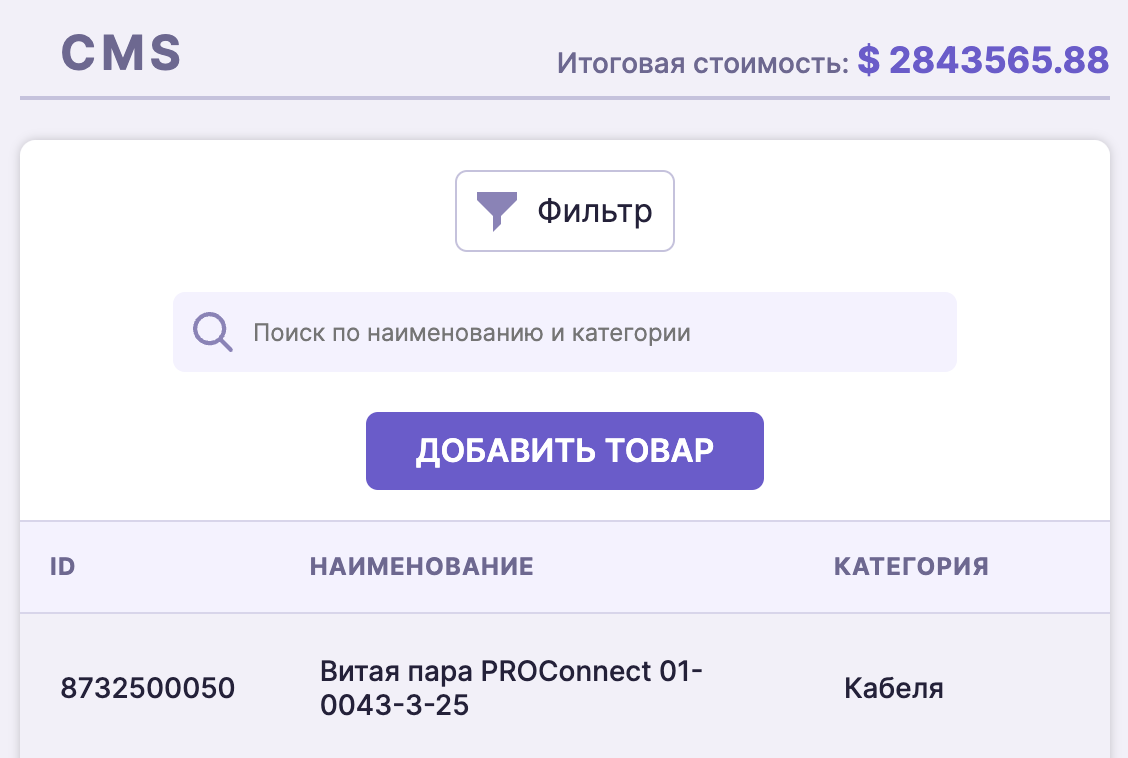 CMS
Итоговая стоимость: $ 2843565.88
Фильтр
Поиск по наименованию и категории
ДОБАВИТЬ ТОВАР
ID НАИМЕНОВАНИЕ КАТЕГОРИЯ
8732500050 Витая пара PROConnect 01-
0043-3-25 Кабеля